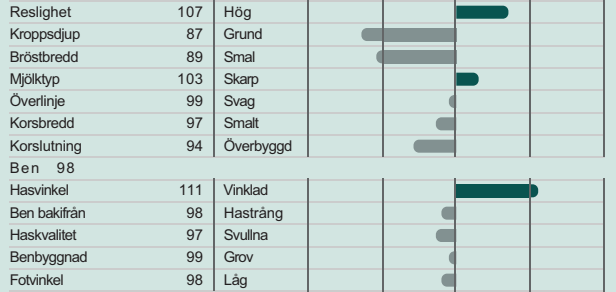 Reslighet 107 Hög
Kroppsdjup 87 Grund
Bröstbredd 89 Smal
Mjölktyp 103 Skarp
Överlinje 99 Svag
Korsbredd 97 Smalt
Korslutning 94 Överbyggd
Ben 98
Hasvinkel 111 Vinklad
Ben bakifrån 98 Hastrång
Haskvalitet 97 Svullna
Benbyggnad 99 Grov
Fotvinkel 98 Låg